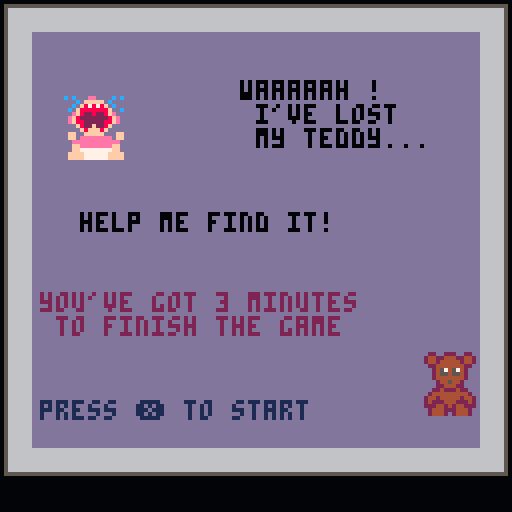 WAAAAAH !
I'VE LOST
MY TEDDY...
HELP ME FIND IT!
YOU'VE GOT 3 MINUTES
TO FINISH THE GAME
PRESS ❎ TO START